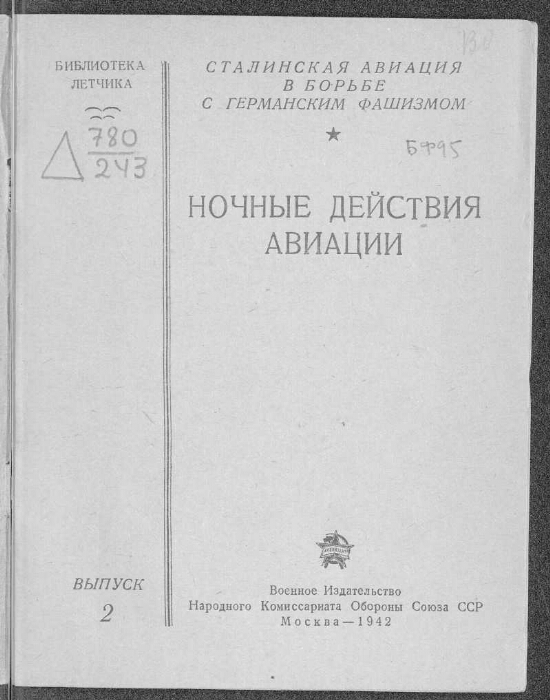 БИБЛИОТЕКА
ЛЕТЧИКА
780
243
СТАЛИНСКАЯ АВИАЦИЯ
В БОРЬБЕ
С ГЕРМАНСКИМ ФАШИЗМОМ
БФ95
НОЧНЫЕ ДЕЙСТВИЯ
АВИАЦИИ
ВЫПУСК
2
Военное Издательство
Народного Комиссариата Обороны Союза ССР
Москва—1942